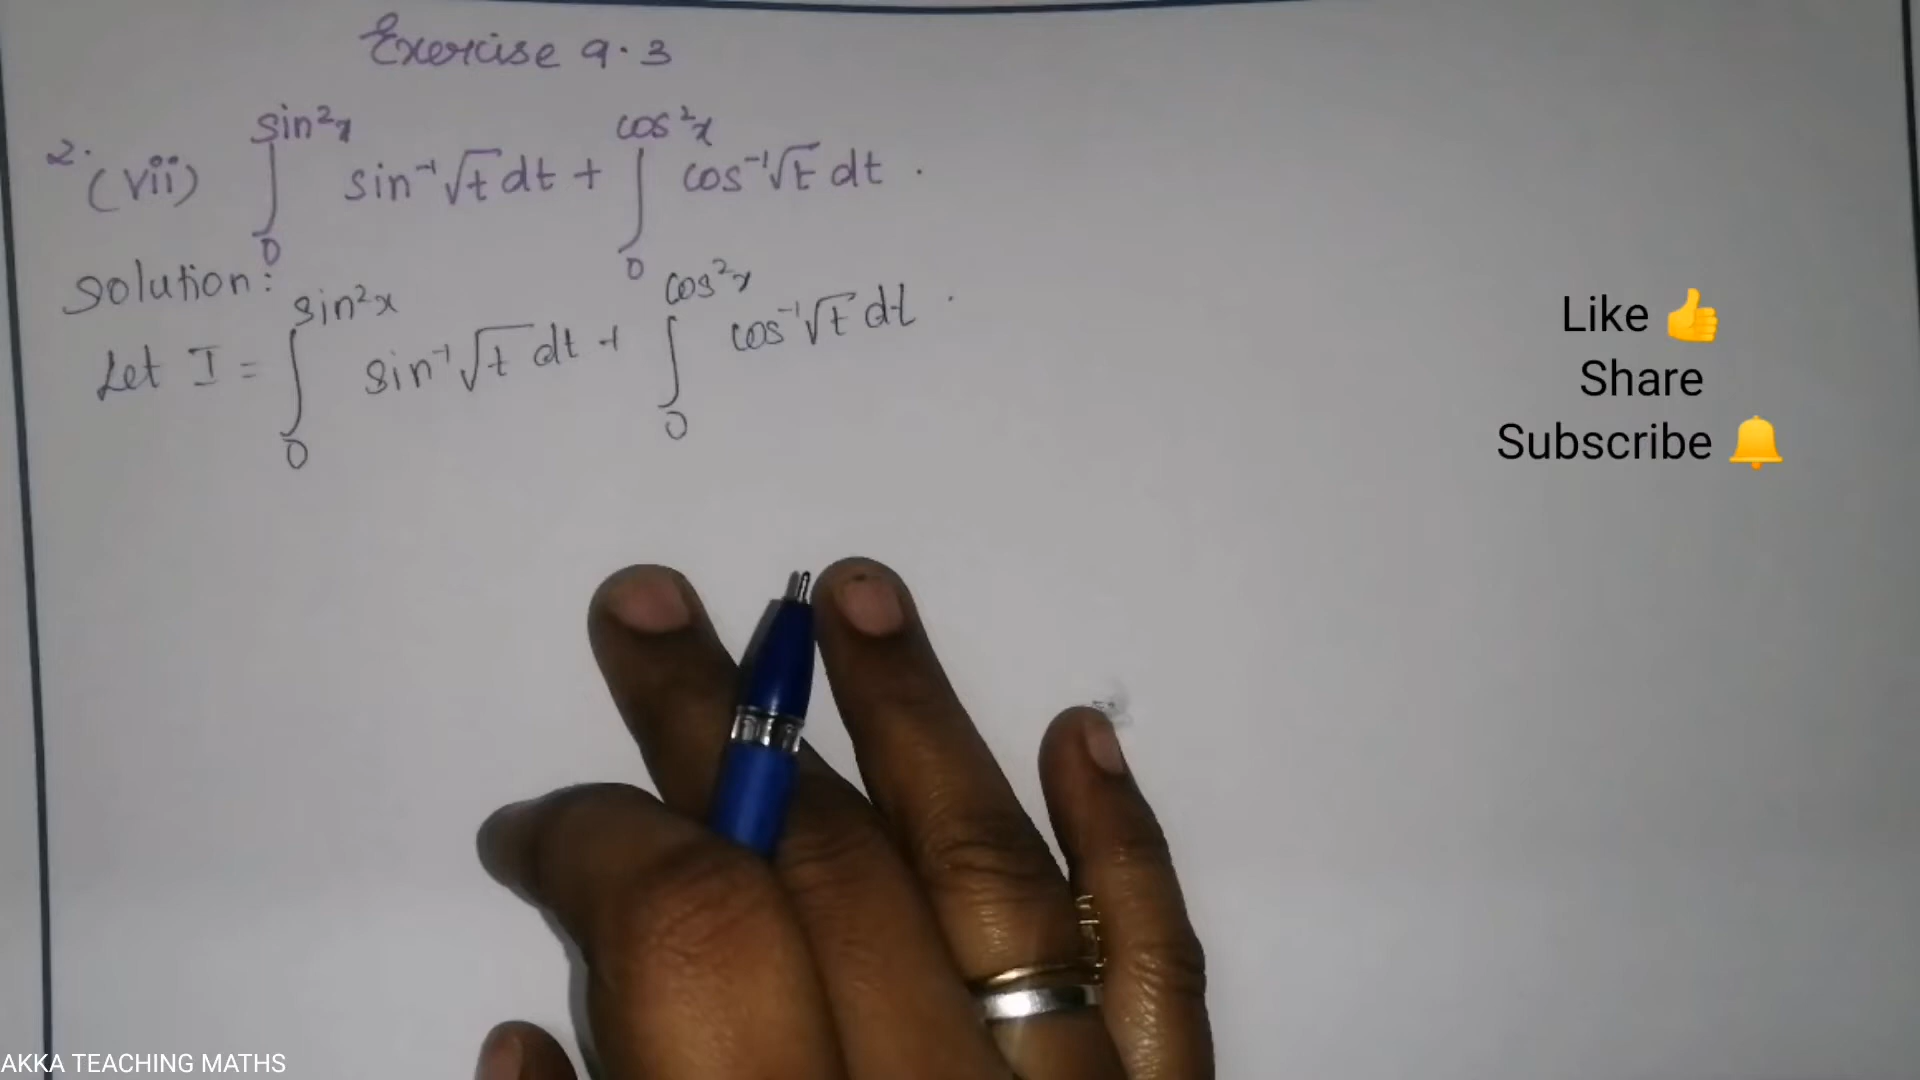 Exercise 9.3
2. (vii) ∫₀^{sin²x} sin⁻¹√t dt + ∫₀^{cos²x} cos⁻¹√t dt .
Solution:
Let I = ∫₀^{sin²x} sin⁻¹√t dt + ∫₀^{cos²x} cos⁻¹√t dt .
Like 👍
Share
Subscribe 🔔
AKKA TEACHING MATHS